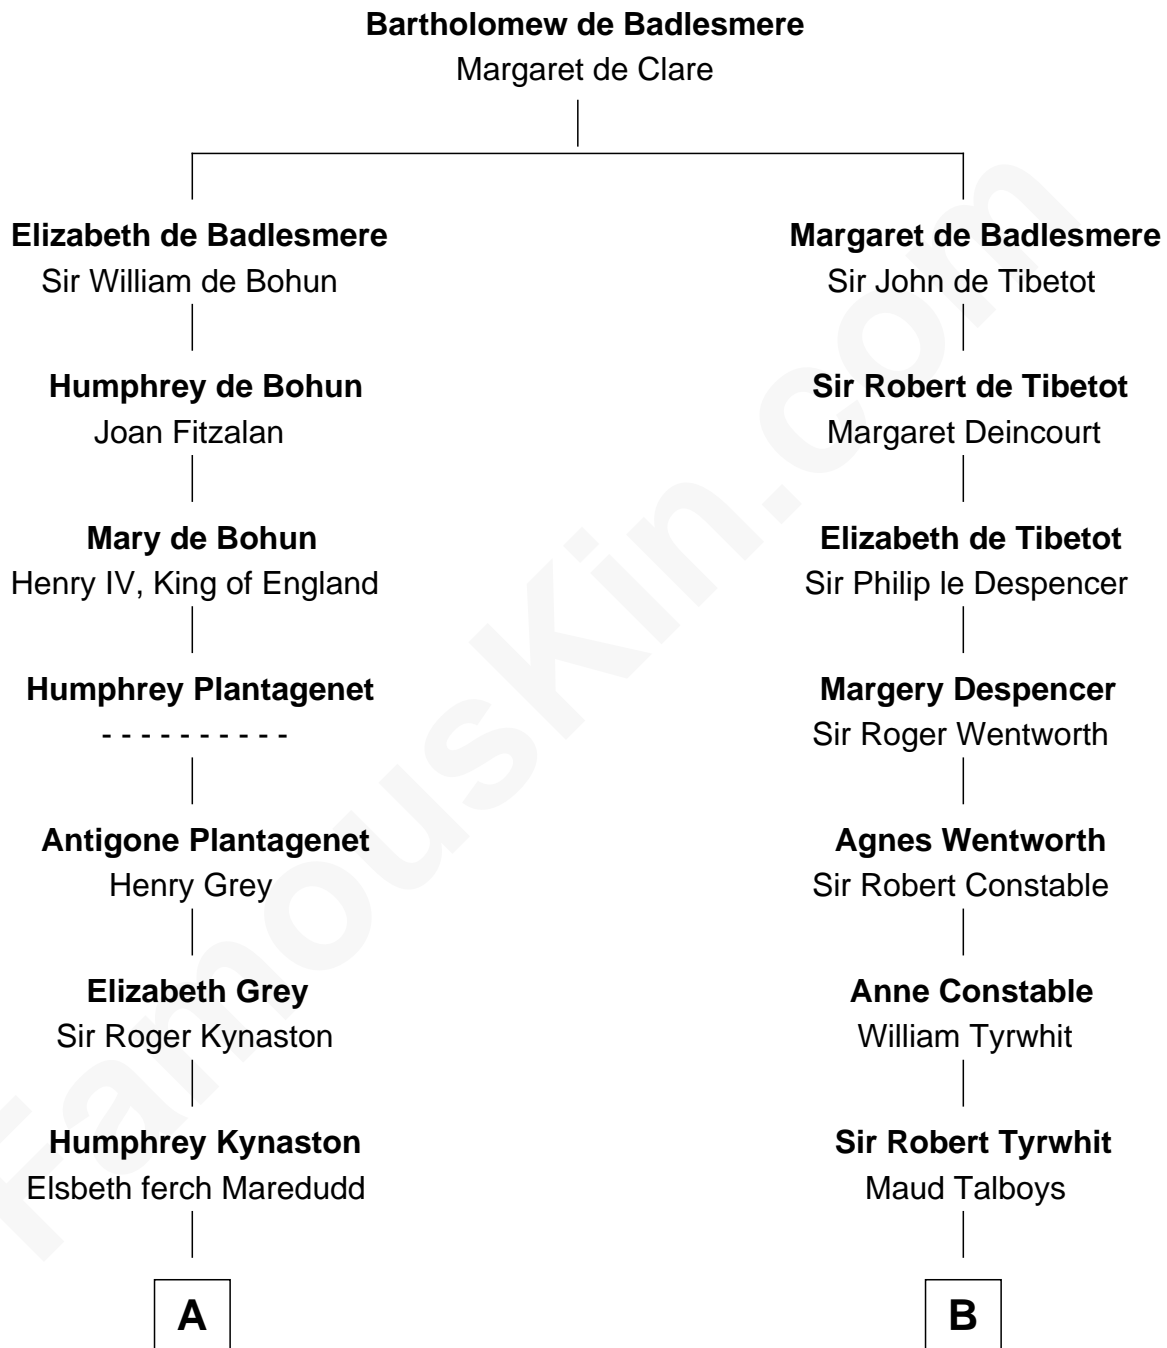 Bartholomew de Badlesmere
Margaret de Clare
Elizabeth de Badlesmere
Sir William de Bohun
Humphrey de Bohun
Joan Fitzalan
Mary de Bohun
Henry IV, King of England
Humphrey Plantagenet
- - - - - - - - - -
Antigone Plantagenet
Henry Grey
Elizabeth Grey
Sir Roger Kynaston
Humphrey Kynaston
Elsbeth ferch Maredudd
A
Margaret de Badlesmere
Sir John de Tibetot
Sir Robert de Tibetot
Margaret Deincourt
Elizabeth de Tibetot
Sir Philip le Despencer
Margery Despencer
Sir Roger Wentworth
Agnes Wentworth
Sir Robert Constable
Anne Constable
William Tyrwhit
Sir Robert Tyrwhit
Maud Talboys
B
FamousKin.com